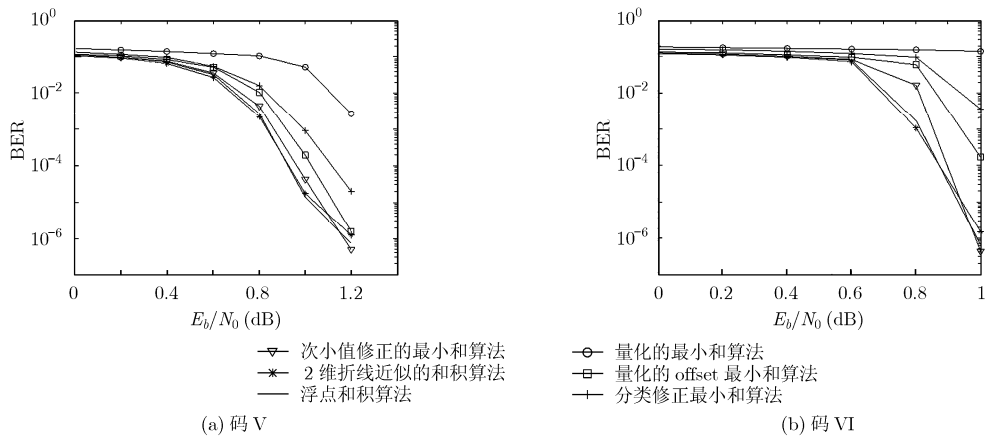 10^0
10^-2
10^-4
10^-6
BER
0 0.4 0.8 1.2
E_b/N_0 (dB)
10^0
10^-2
10^-4
10^-6
BER
0 0.2 0.4 0.6 0.8 1
E_b/N_0 (dB)
次小值修正的最小和算法
2 维折线近似的和积算法
浮点和积算法
量化的最小和算法
量化的 offset 最小和算法
分类修正最小和算法
(a) 码 V
(b) 码 VI